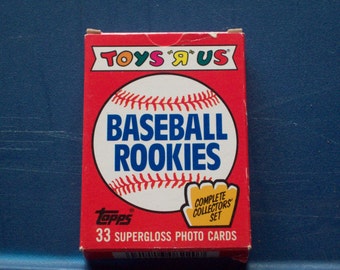 TOYS "R" US
BASEBALL
ROOKIES
COMPLETE
COLLECTORS'
SET
Topps
33 SUPERGLOSS PHOTO CARDS